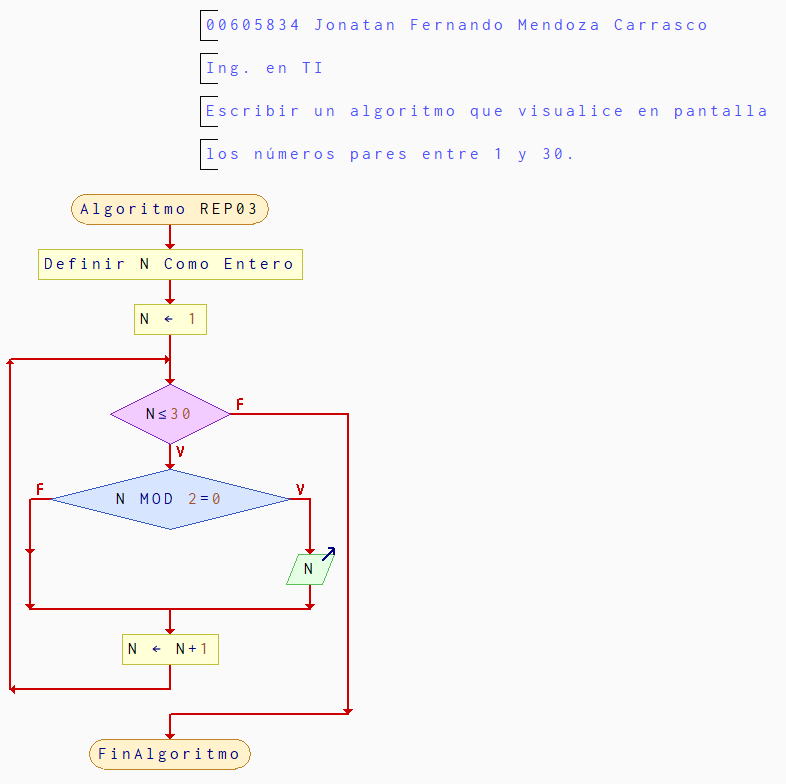 00605834 Jonatan Fernando Mendoza Carrasco
Ing. en TI
Escribir un algoritmo que visualice en pantalla
los números pares entre 1 y 30.
Algoritmo REP03
Definir N Como Entero
N ← 1
N≤30
F
V
F
N MOD 2=0
V
N
N ← N+1
FinAlgoritmo